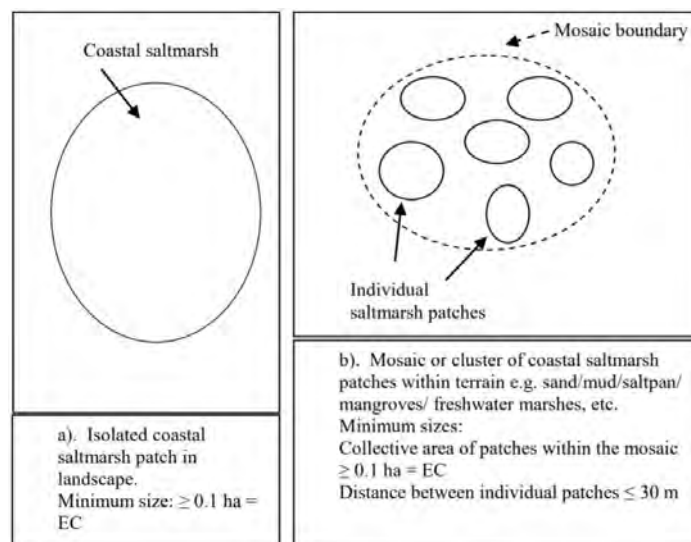 Coastal saltmarsh
a). Isolated coastal
saltmarsh patch in
landscape.
Minimum size: ≥ 0.1 ha =
EC
Mosaic boundary
Individual
saltmarsh patches
b). Mosaic or cluster of coastal saltmarsh
patches within terrain e.g. sand/mud/saltpan/
mangroves/ freshwater marshes, etc.
Minimum sizes:
Collective area of patches within the mosaic
≥ 0.1 ha = EC
Distance between individual patches ≤ 30 m